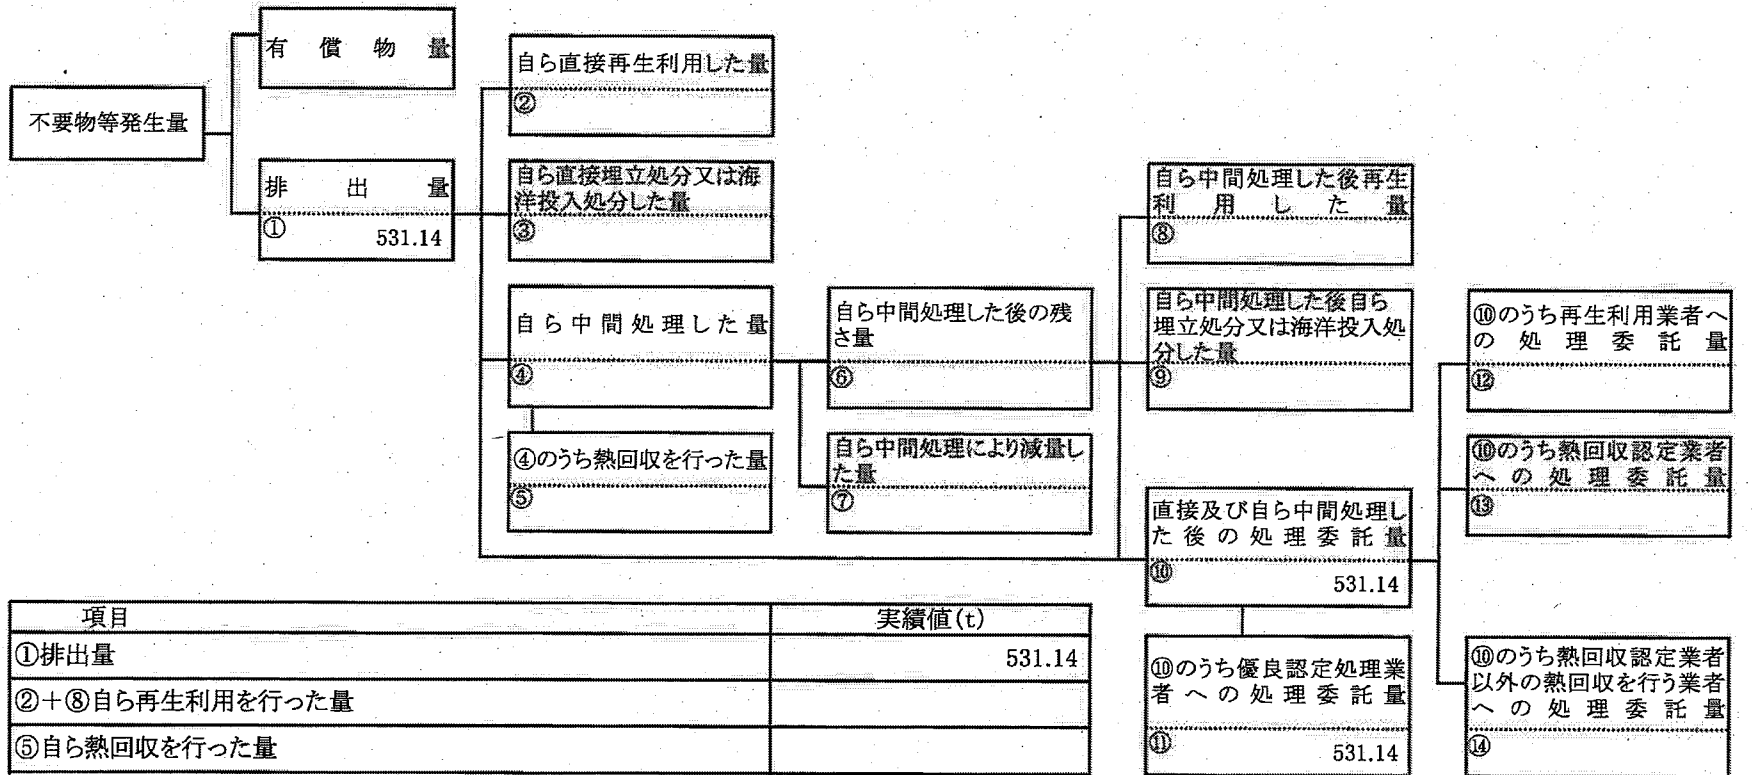 不要物等発生量
有償物量
排出量
①
531.14
自ら直接再生利用した量
②
自ら直接埋立処分又は海
洋投入処分した量
③
自ら中間処理した量
④
④のうち熱回収を行った量
⑤
自ら中間処理した後の残
さ量
⑥
自ら中間処理により減量し
た量
⑦
自ら中間処理した後再生
利用した量
⑧
自ら中間処理した後自ら
埋立処分又は海洋投入処
分した量
⑨
直接及び自ら中間処理し
た後の処理委託量
⑩
531.14
⑩のうち優良認定処理業
者への処理委託量
⑪
531.14
⑩のうち再生利用業者へ
の処理委託量
⑫
⑩のうち熱回収認定業者
への処理委託量
⑬
⑩のうち熱回収認定業者
以外の熱回収を行う業者
への処理委託量
⑭
項目 実績値(t)
①排出量 531.14
②+⑧自ら再生利用を行った量
⑤自ら熱回収を行った量